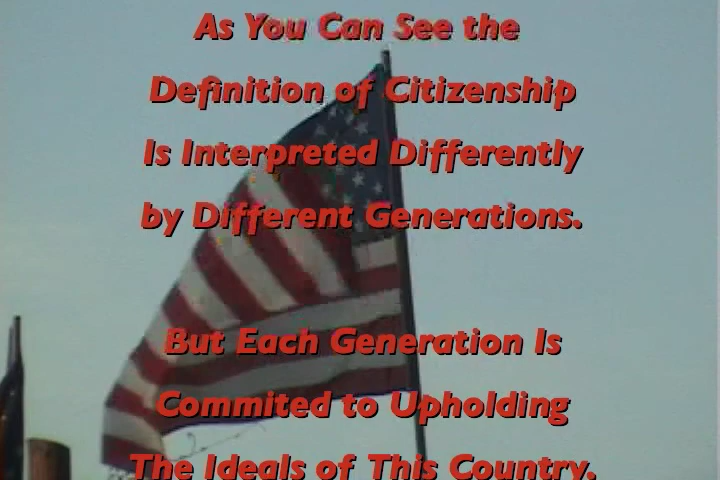 As You Can See the
Definition of Citizenship
Is Interpreted Differently
by Different Generations.
But Each Generation Is
Commited to Upholding
The Ideals of This Country.